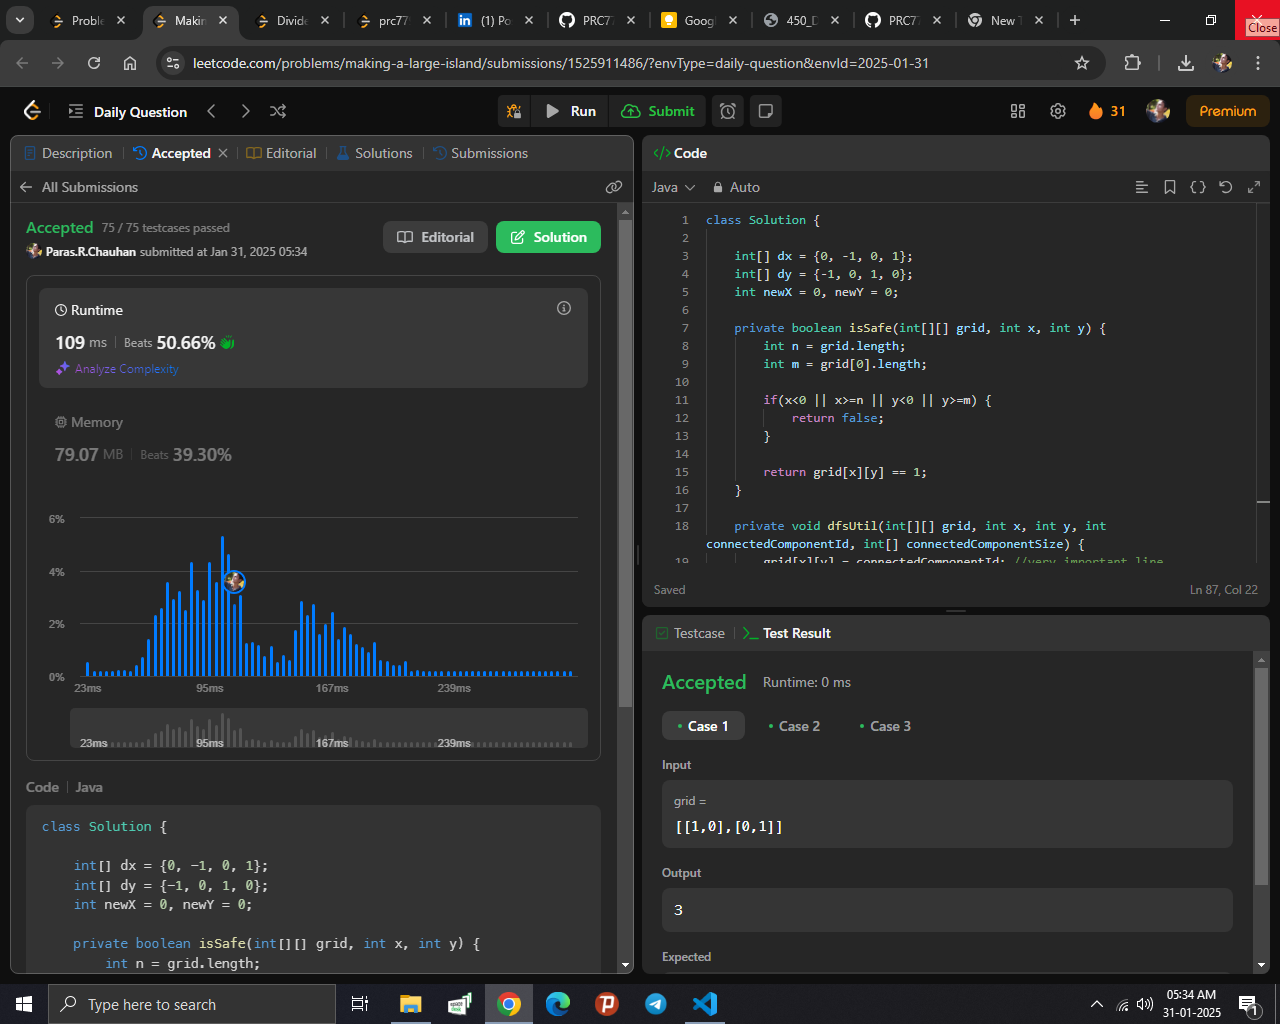 Proble
Makin
Divide
prc77
(1) Po
PRC77
Googl
450_D
PRC77
New T
Close
leetcode.com/problems/making-a-large-island/submissions/1525911486/?envType=daily-question&envId=2025-01-31
Daily Question
Run
Submit
31
Premium
Description
Accepted
Editorial
Solutions
Submissions
All Submissions
Accepted 75 / 75 testcases passed
Paras.R.Chauhan submitted at Jan 31, 2025 05:34
Editorial
Solution
Runtime
109 ms Beats 50.66%
Analyze Complexity
Memory
79.07 MB Beats 39.30%
6%
4%
2%
0%
23ms 95ms 167ms 239ms
23ms 95ms 167ms 239ms
Code Java
class Solution {
int[] dx = {0, -1, 0, 1};
int[] dy = {-1, 0, 1, 0};
int newX = 0, newY = 0;
private boolean isSafe(int[][] grid, int x, int y) {
int n = grid.length;
</> Code
Java Auto
1 class Solution {
2
3 int[] dx = {0, -1, 0, 1};
4 int[] dy = {-1, 0, 1, 0};
5 int newX = 0, newY = 0;
6
7 private boolean isSafe(int[][] grid, int x, int y) {
8 int n = grid.length;
9 int m = grid[0].length;
10
11 if(x<0 || x>=n || y<0 || y>=m) {
12 return false;
13 }
14
15 return grid[x][y] == 1;
16 }
17
18 private void dfsUtil(int[][] grid, int x, int y, int
connectedComponentId, int[] connectedComponentSize) {
19 grid[x][y] = connectedComponentId; //very important line
Saved
Ln 87, Col 22
Testcase
Test Result
Accepted Runtime: 0 ms
Case 1
Case 2
Case 3
Input
grid =
[[1,0],[0,1]]
Output
3
Expected
Type here to search
05:34 AM
31-01-2025
1